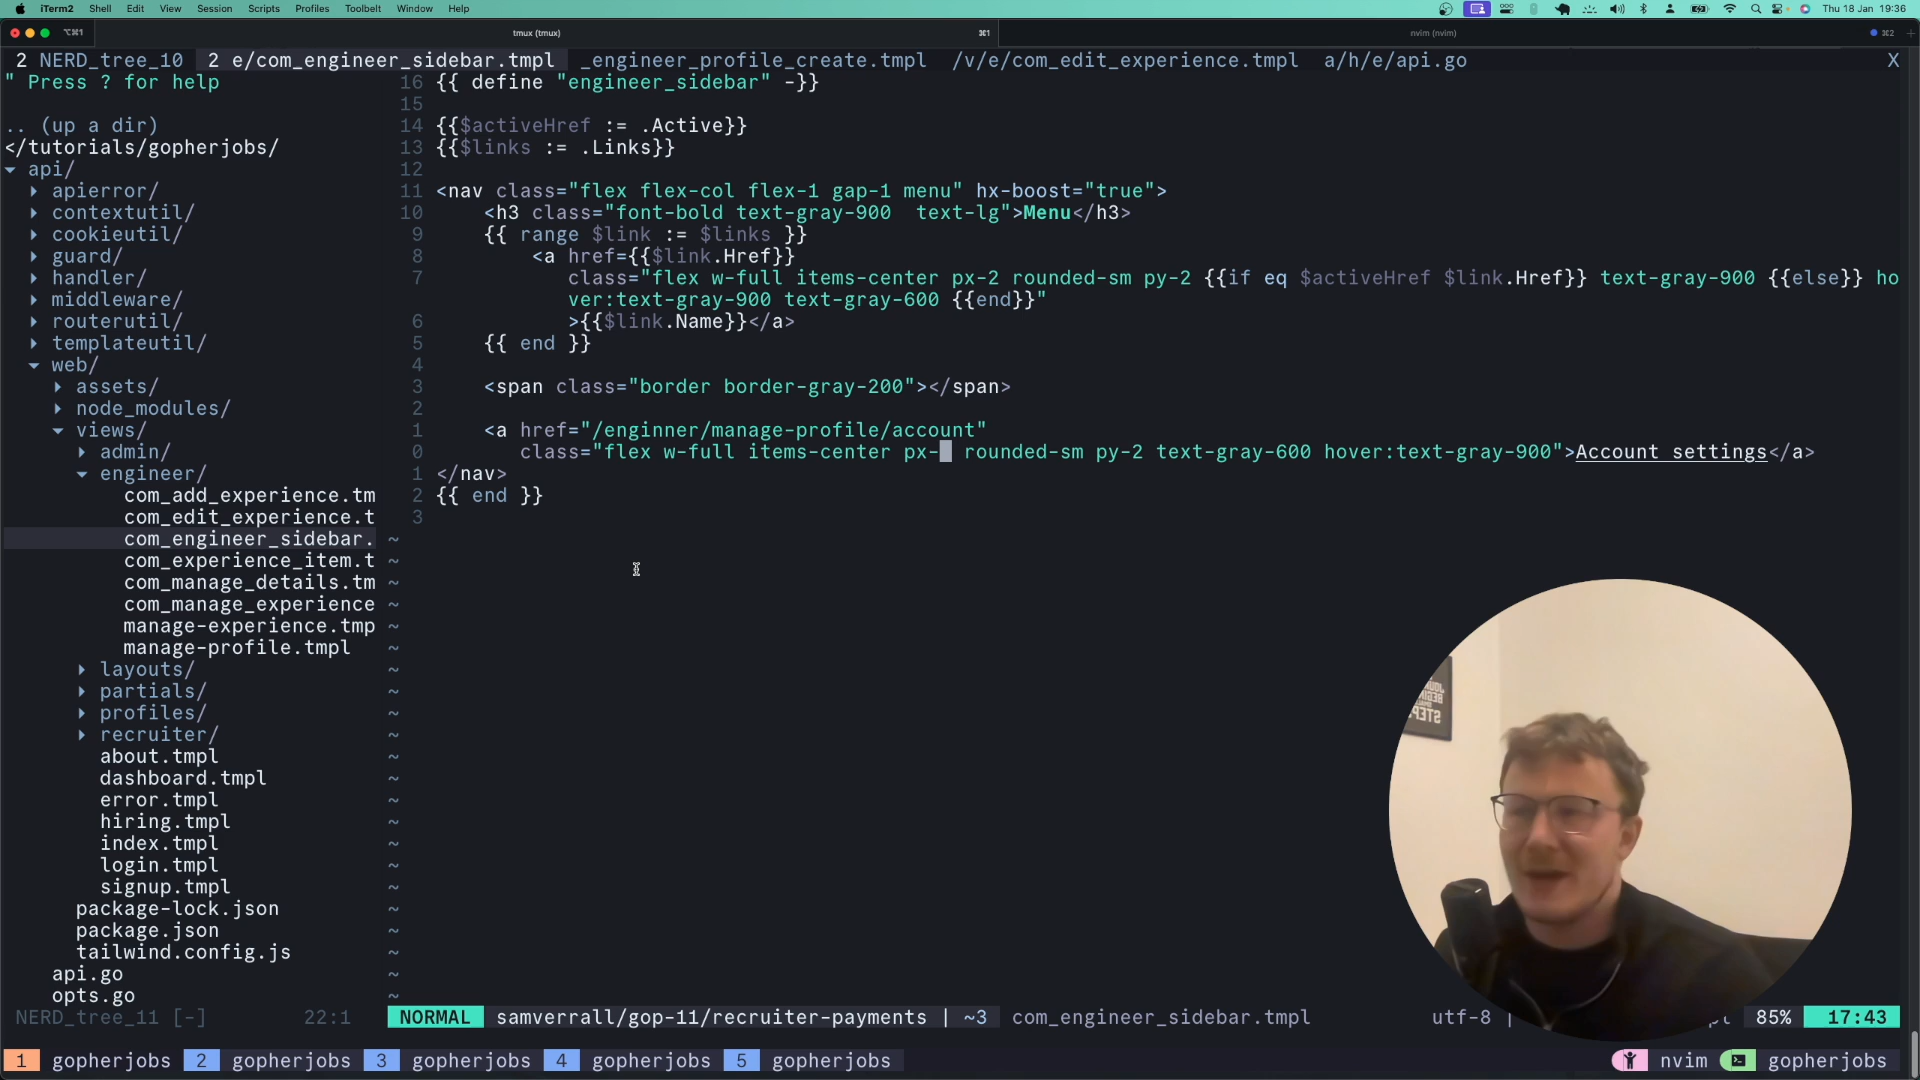 iTerm2 Shell Edit View Session Scripts Profiles Toolbelt Window Help Thu 18 Jan 19:36
⌥⌘1 tmux (tmux) ⌘1 nvim (nvim) ⌘2
2 NERD_tree_10 2 e/com_engineer_sidebar.tmpl _engineer_profile_create.tmpl /v/e/com_edit_experience.tmpl a/h/e/api.go X
" Press ? for help
.. (up a dir)
</tutorials/gopherjobs/
▾ api/
▸ apierror/
▸ contextutil/
▸ cookieutil/
▸ guard/
▸ handler/
▸ middleware/
▸ routerutil/
▸ templateutil/
▾ web/
▸ assets/
▸ node_modules/
▾ views/
▸ admin/
▾ engineer/
com_add_experience.tm
com_edit_experience.t
com_engineer_sidebar.
com_experience_item.t
com_manage_details.tm
com_manage_experience
manage-experience.tmp
manage-profile.tmpl
▸ layouts/
▸ partials/
▸ profiles/
▸ recruiter/
about.tmpl
dashboard.tmpl
error.tmpl
hiring.tmpl
index.tmpl
login.tmpl
signup.tmpl
package-lock.json
package.json
tailwind.config.js
api.go
opts.go
16 {{ define "engineer_sidebar" -}}
15
14 {{$activeHref := .Active}}
13 {{$links := .Links}}
12
11 <nav class="flex flex-col flex-1 gap-1 menu" hx-boost="true">
10 <h3 class="font-bold text-gray-900  text-lg">Menu</h3>
9 {{ range $link := $links }}
8 <a href={{$link.Href}}
7 class="flex w-full items-center px-2 rounded-sm py-2 {{if eq $activeHref $link.Href}} text-gray-900 {{else}} ho
ver:text-gray-900 text-gray-600 {{end}}"
6 >{{$link.Name}}</a>
5 {{ end }}
4
3 <span class="border border-gray-200"></span>
2
1 <a href="/enginner/manage-profile/account"
0 class="flex w-full items-center px- rounded-sm py-2 text-gray-600 hover:text-gray-900">Account settings</a>
1 </nav>
2 {{ end }}
3
NERD_tree_11 [-] 22:1 NORMAL samverrall/gop-11/recruiter-payments | ~3 com_engineer_sidebar.tmpl utf-8 | 85% 17:43
1 gopherjobs 2 gopherjobs 3 gopherjobs 4 gopherjobs 5 gopherjobs nvim gopherjobs